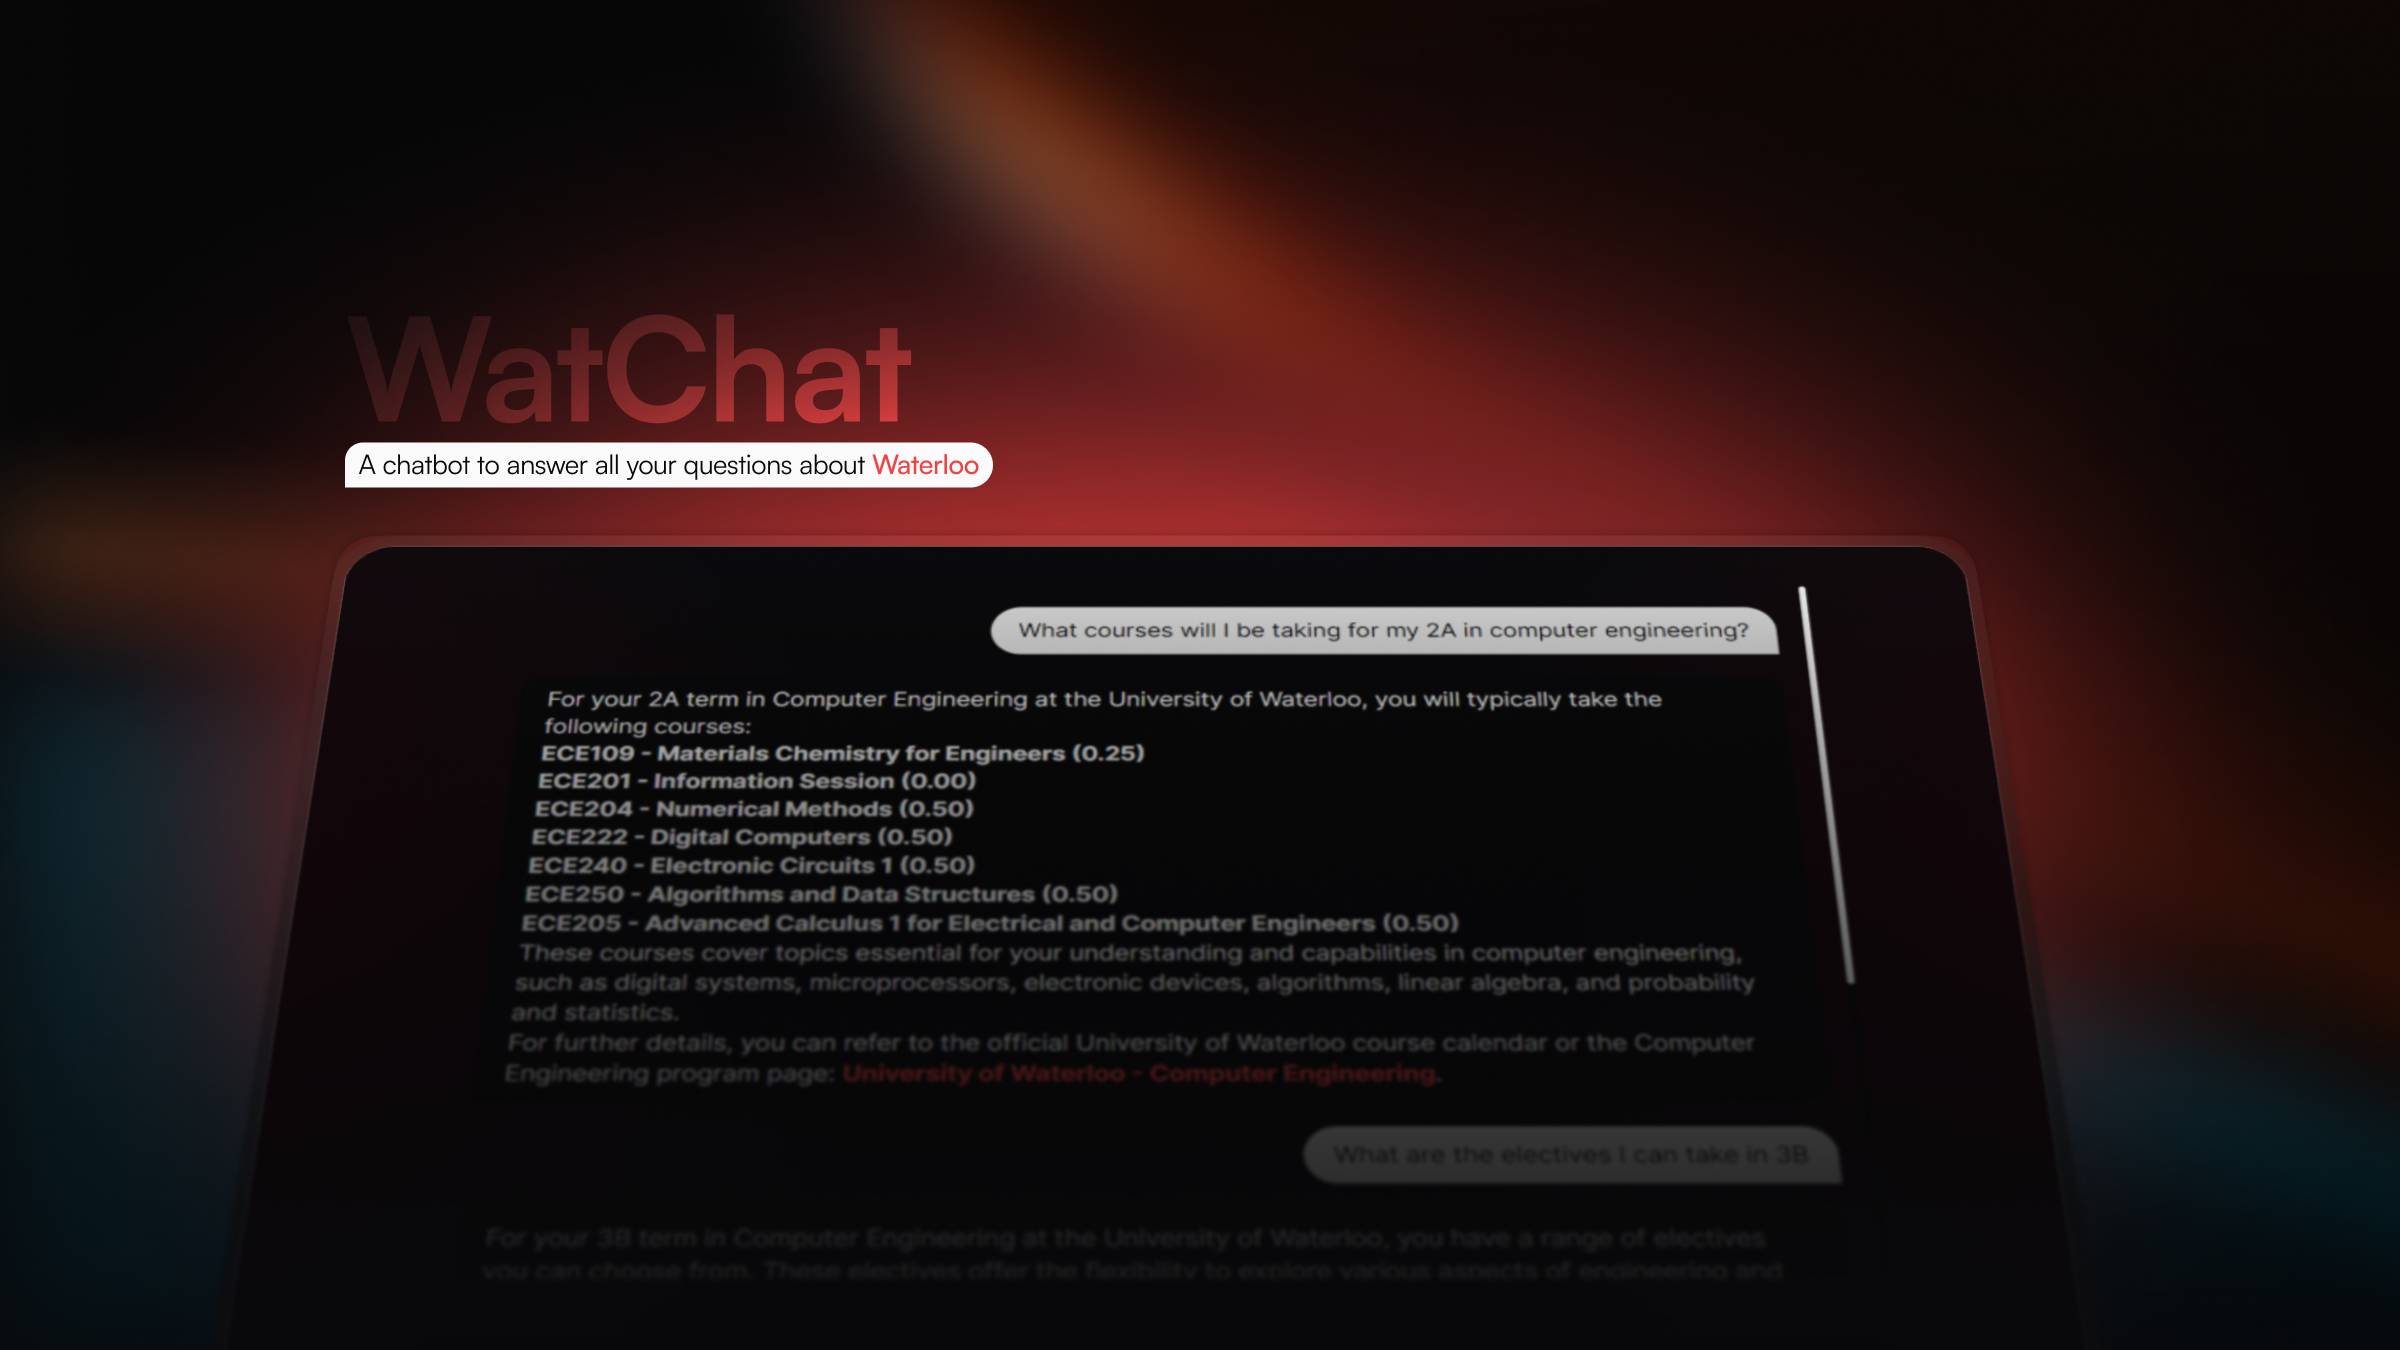 WatChat
A chatbot to answer all your questions about Waterloo
What courses will I be taking for my 2A in computer engineering?
For your 2A term in Computer Engineering at the University of Waterloo, you will typically take the
following courses:
ECE109 - Materials Chemistry for Engineers (0.25)
ECE201 - Information Session (0.00)
ECE204 - Numerical Methods (0.50)
ECE222 - Digital Computers (0.50)
ECE240 - Electronic Circuits 1 (0.50)
ECE250 - Algorithms and Data Structures (0.50)
ECE205 - Advanced Calculus 1 for Electrical and Computer Engineers (0.50)
These courses cover topics essential for your understanding and capabilities in computer engineering,
such as digital systems, microprocessors, electronic devices, algorithms, linear algebra, and probability
and statistics.
For further details, you can refer to the official University of Waterloo course calendar or the Computer
Engineering program page: University of Waterloo - Computer Engineering.
What are the electives I can take in 3B
For your 3B term in Computer Engineering at the University of Waterloo, you have a range of electives
you can choose from. These electives offer the flexibility to explore various aspects of engineering and